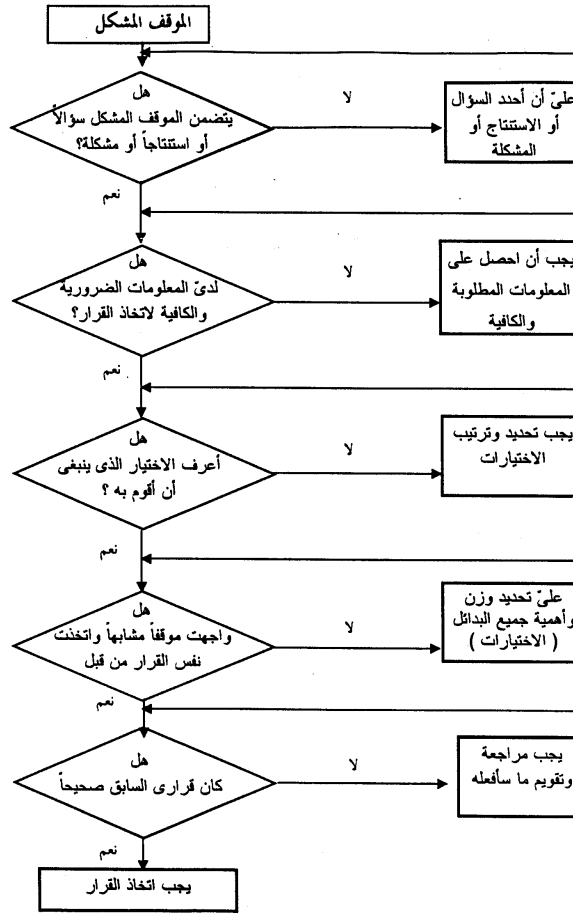 الموقف المشكل
هل
يتضمن الموقف المشكل سؤالاً
أو استنتاجاً أو مشكلة؟
لا
علىّ أن أحدد السؤال
أو الاستنتاج أو
المشكلة
نعم
هل
لدىّ المعلومات الضرورية
والكافية لاتخاذ القرار؟
لا
يجب أن احصل على
المعلومات المطلوبة
والكافية
نعم
هل
أعرف الاختيار الذى ينبغى
أن أقوم به ؟
لا
يجب تحديد وترتيب
الاختيارات
نعم
هل
واجهت موقفاً مشابهاً واتخذت
نفس القرار من قبل
لا
علىّ تحديد وزن
وأهمية جميع البدائل
( الاختيارات )
نعم
هل
كان قرارى السابق صحيحاً
لا
يجب مراجعة
وتقويم ما سأفعله
نعم
يجب اتخاذ القرار